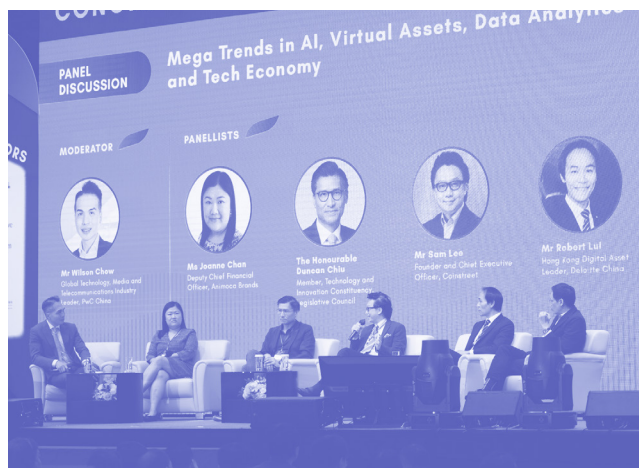 PANEL
DISCUSSION
Mega Trends in AI, Virtual Assets, Data Analytics
and Tech Economy
MODERATOR
PANELLISTS
Mr Wilson Chow
Global Technology, Media and
Telecommunications Industry
Leader, PwC China
Ms Joanne Chan
Deputy Chief Financial
Officer, Animoca Brands
The Honourable
Duncan Chiu
Member, Technology and
Innovation Constituency,
Legislative Council
Mr Sam Lee
Founder and Chief Executive
Officer, Coinstreet
Mr Robert Lui
Hong Kong Digital Asset
Leader, Deloitte China